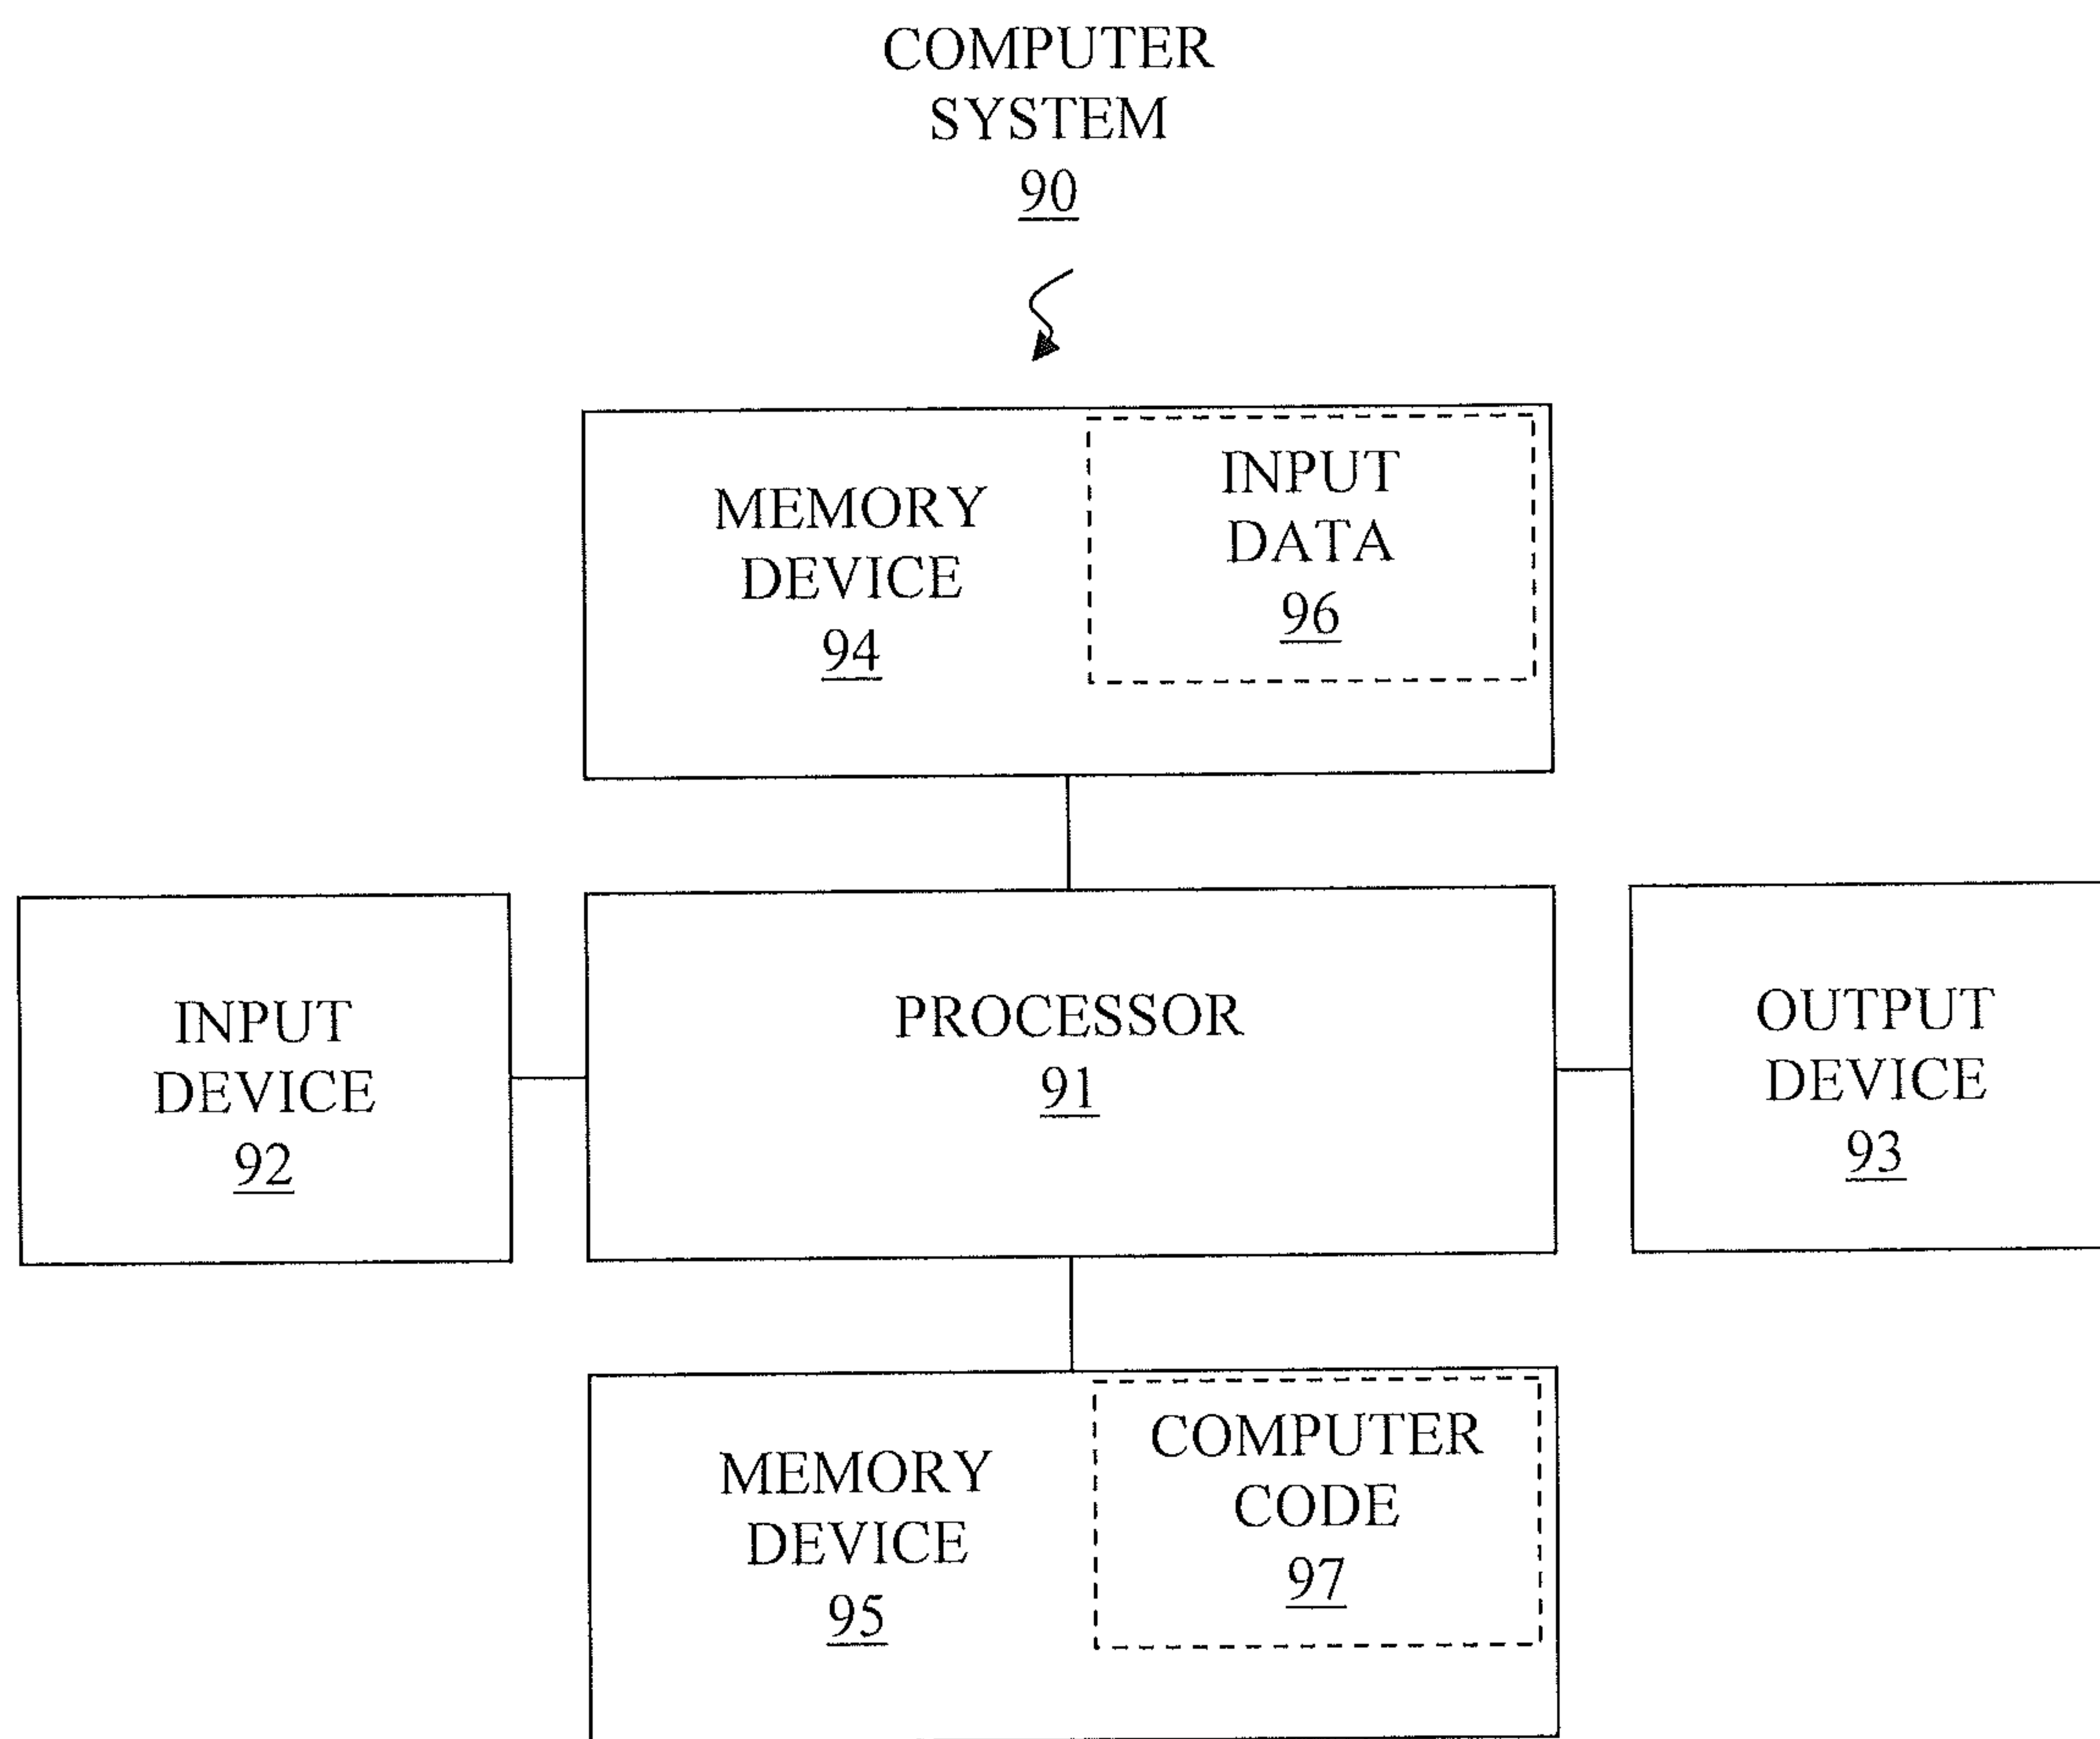 COMPUTER
SYSTEM
90
MEMORY
DEVICE
94
INPUT
DATA
96
INPUT
DEVICE
92
PROCESSOR
91
OUTPUT
DEVICE
93
MEMORY
DEVICE
95
COMPUTER
CODE
97